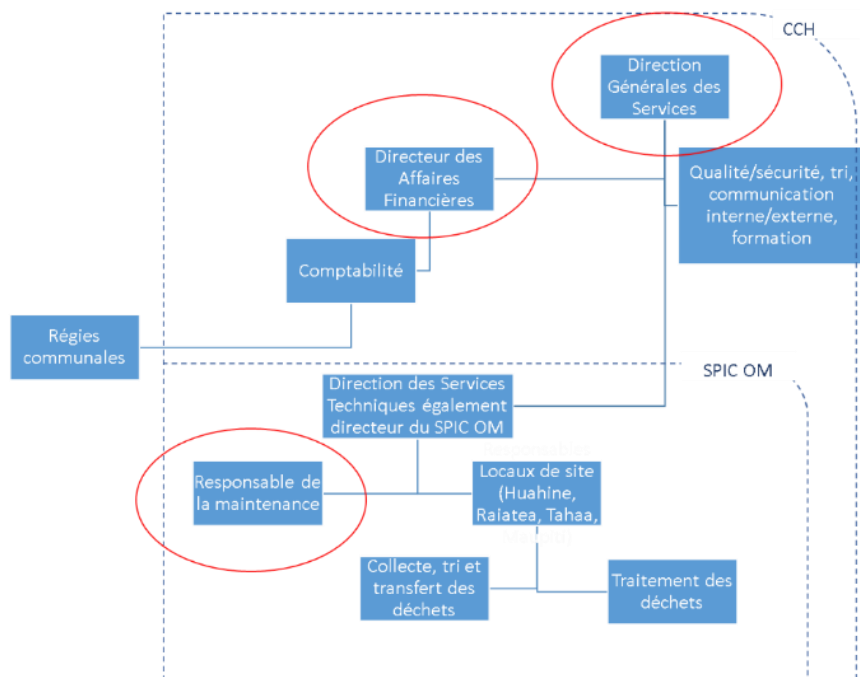 CCH
Direction
Générales des
Services
Directeur des
Affaires
Financières
Qualité/sécurité, tri,
communication
interne/externe,
formation
Comptabilité
Régies
communales
SPIC OM
Direction des Services
Techniques également
directeur du SPIC OM
Responsable de
la maintenance
Responsables
Locaux de site
(Huahine,
Raiatea, Tahaa,
Collecte, tri et
transfert des
déchets
Traitement des
déchets